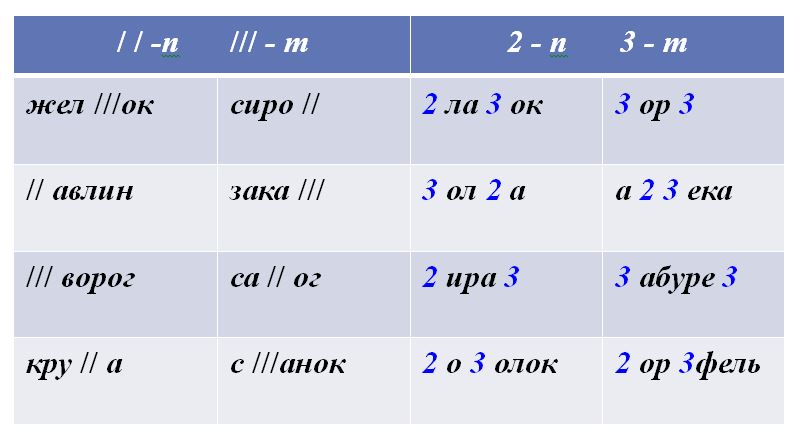 / / -п /// - т 2 - п 3 - т
жел ///ок сиро // 2 ла 3 ок 3 ор 3
// авлин зака /// 3 ол 2 а а 2 3 ека
/// ворог са // ог 2 ира 3 3 абуре 3
кру // а с ///анок 2 о 3 олок 2 ор 3фель